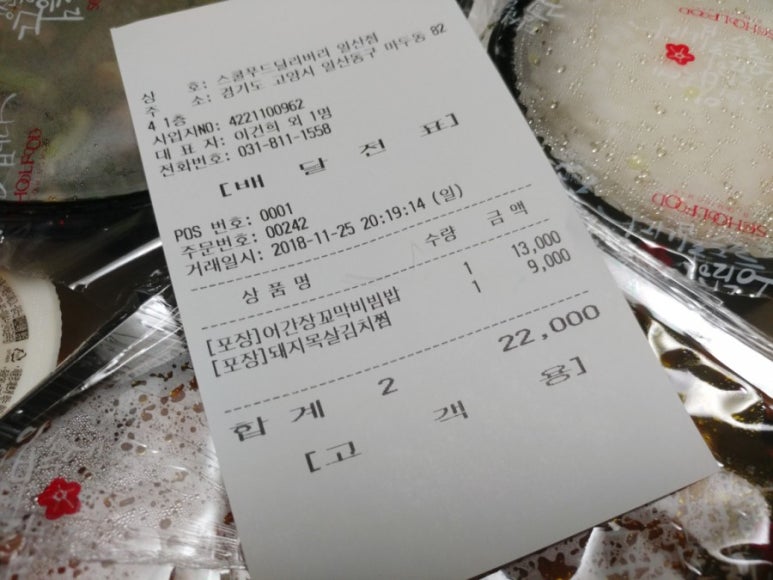 상 호: 스쿨푸드딜리버리 일산점
주 소: 경기도 고양시 일산동구 마두동 82
4 1층
사업자NO: 4221100962
대 표 자: 이건희 외 1명
전화번호: 031-811-1558
[배 달 전 표]
POS 번호: 0001
주문번호: 00242
거래일시: 2018-11-25 20:19:14 (일)
상 품 명 수량 금 액
[포장]어간장꼬막비빔밥 1 13,000
[포장]돼지목살김치찜 1 9,000
합 계 2 22,000
[고 객 용]
SCHOOLFOOD
SCHOOLFOOD